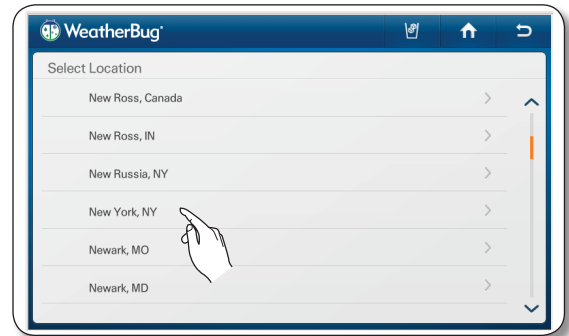 WeatherBug®
Select Location
New Ross, Canada
New Ross, IN
New Russia, NY
New York, NY
Newark, MO
Newark, MD